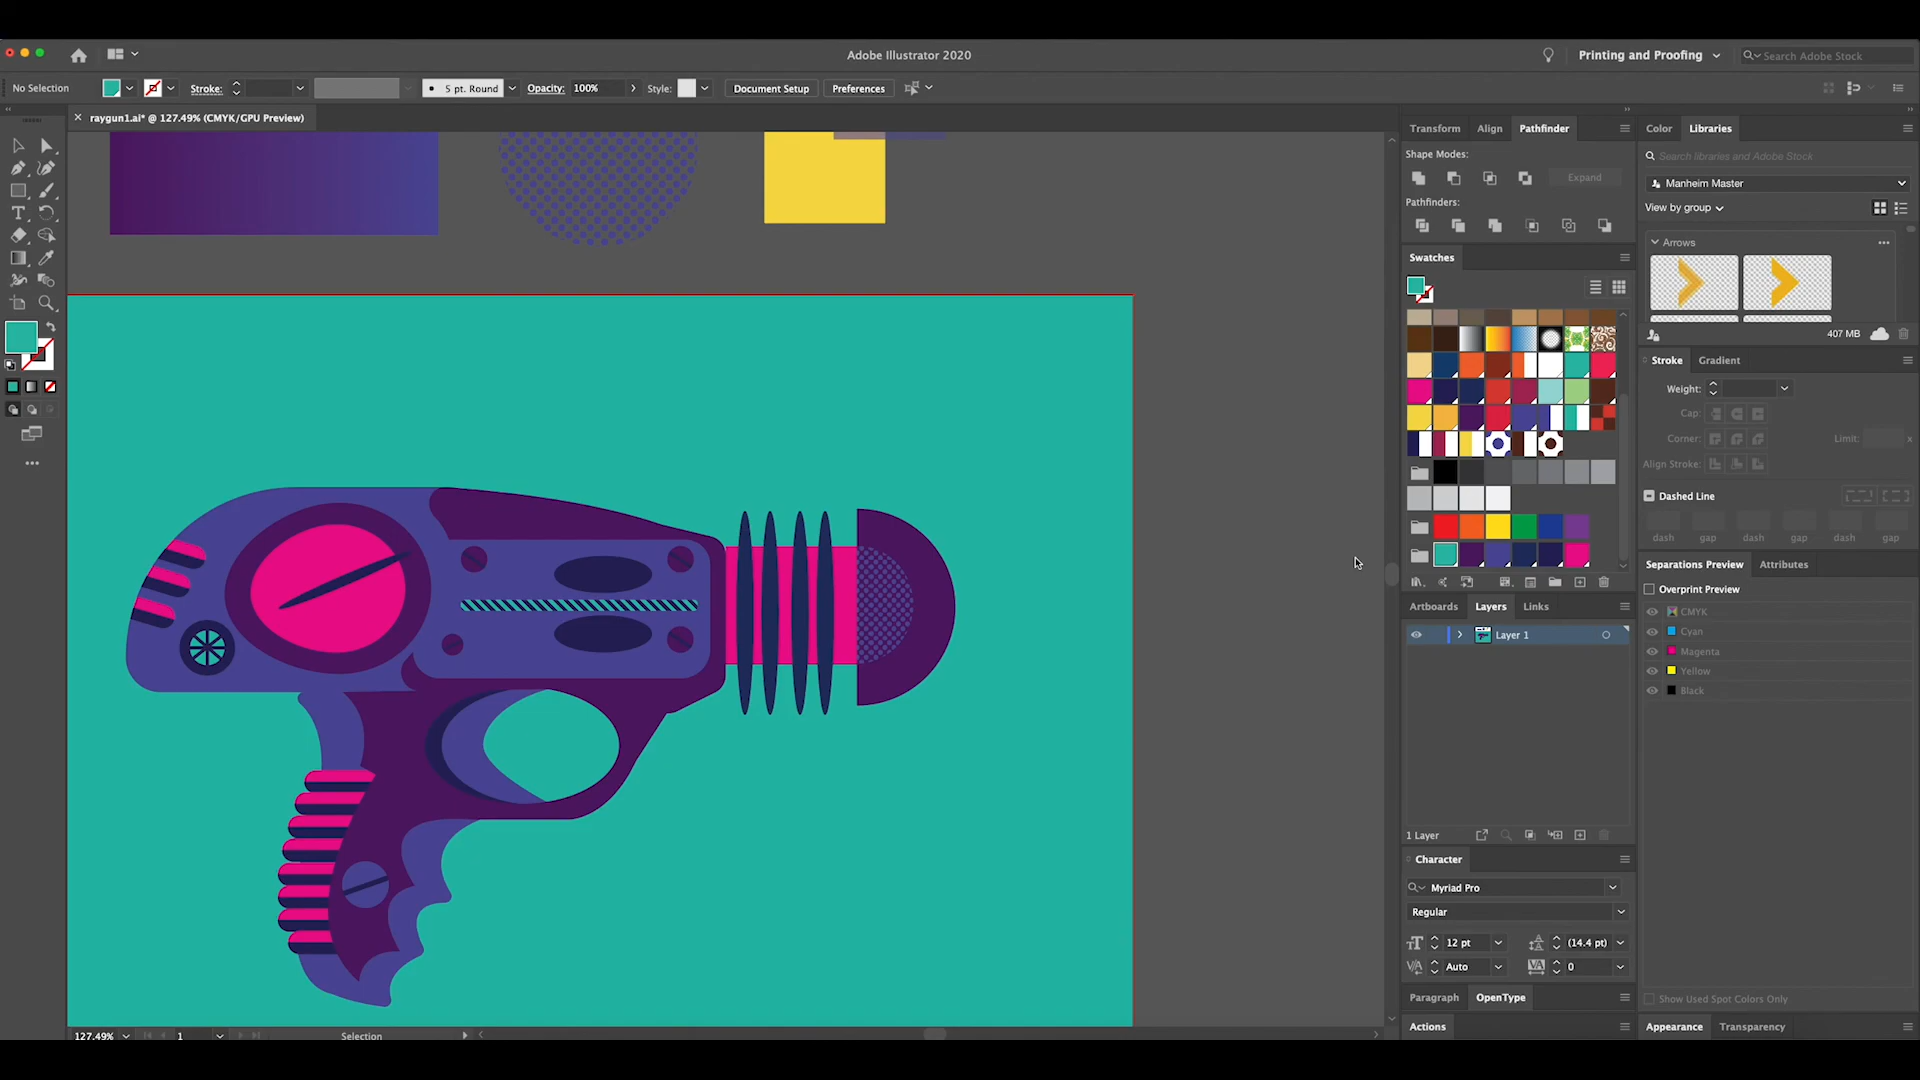 Adobe Illustrator 2020
Printing and Proofing
Search Adobe Stock
No Selection
Stroke:
5 pt. Round
Opacity:
100%
Style:
Document Setup
Preferences
raygun1.ai* @ 127.49% (CMYK/GPU Preview)
Transform
Align
Pathfinder
Shape Modes:
Expand
Pathfinders:
Swatches
Color
Libraries
Search libraries and Adobe Stock
Manheim Master
View by group
Arrows
407 MB
Stroke
Gradient
Weight:
Cap:
Corner:
Limit:
x
Align Stroke:
Dashed Line
dash
gap
dash
gap
dash
gap
Separations Preview
Attributes
Overprint Preview
CMYK
Cyan
Magenta
Yellow
Black
Show Used Spot Colors Only
Appearance
Transparency
Artboards
Layers
Links
Layer 1
1 Layer
Character
Myriad Pro
Regular
12 pt
(14.4 pt)
Auto
0
Paragraph
OpenType
Actions
127.49%
1
Selection